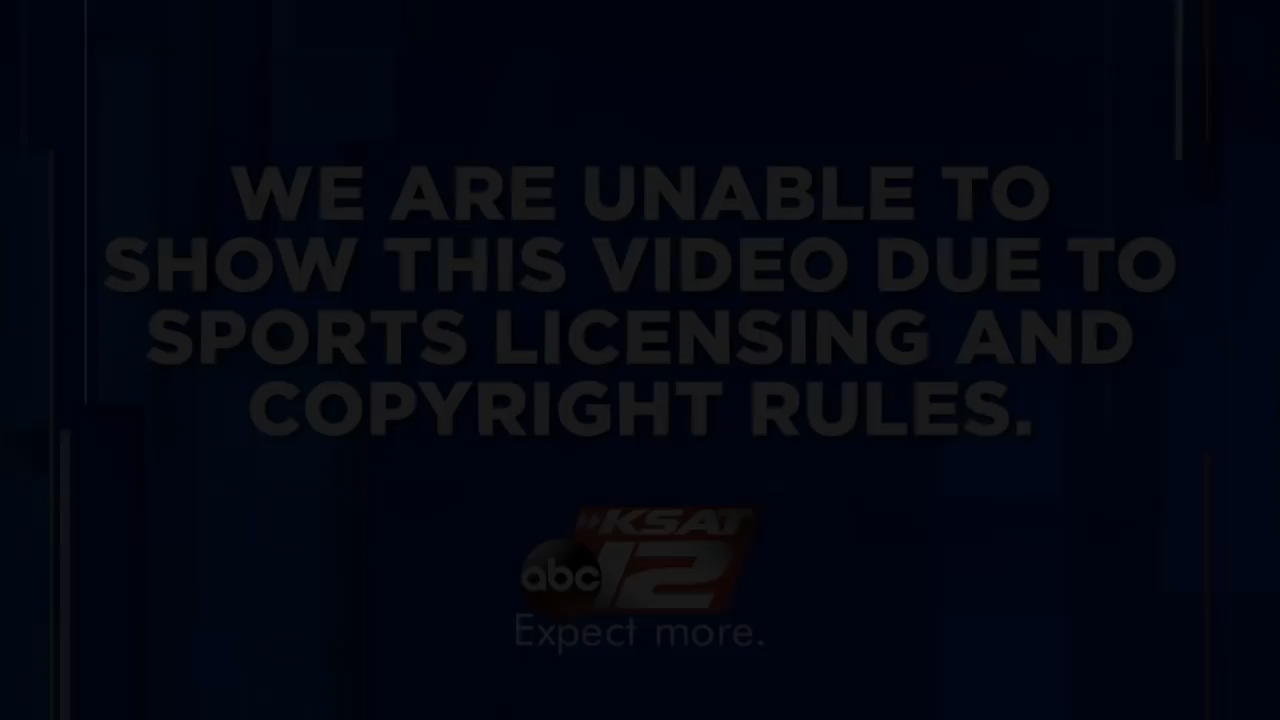 WE ARE UNABLE TO
SHOW THIS VIDEO DUE TO
SPORTS LICENSING AND
COPYRIGHT RULES.
KSAT
abc 12
Expect more.